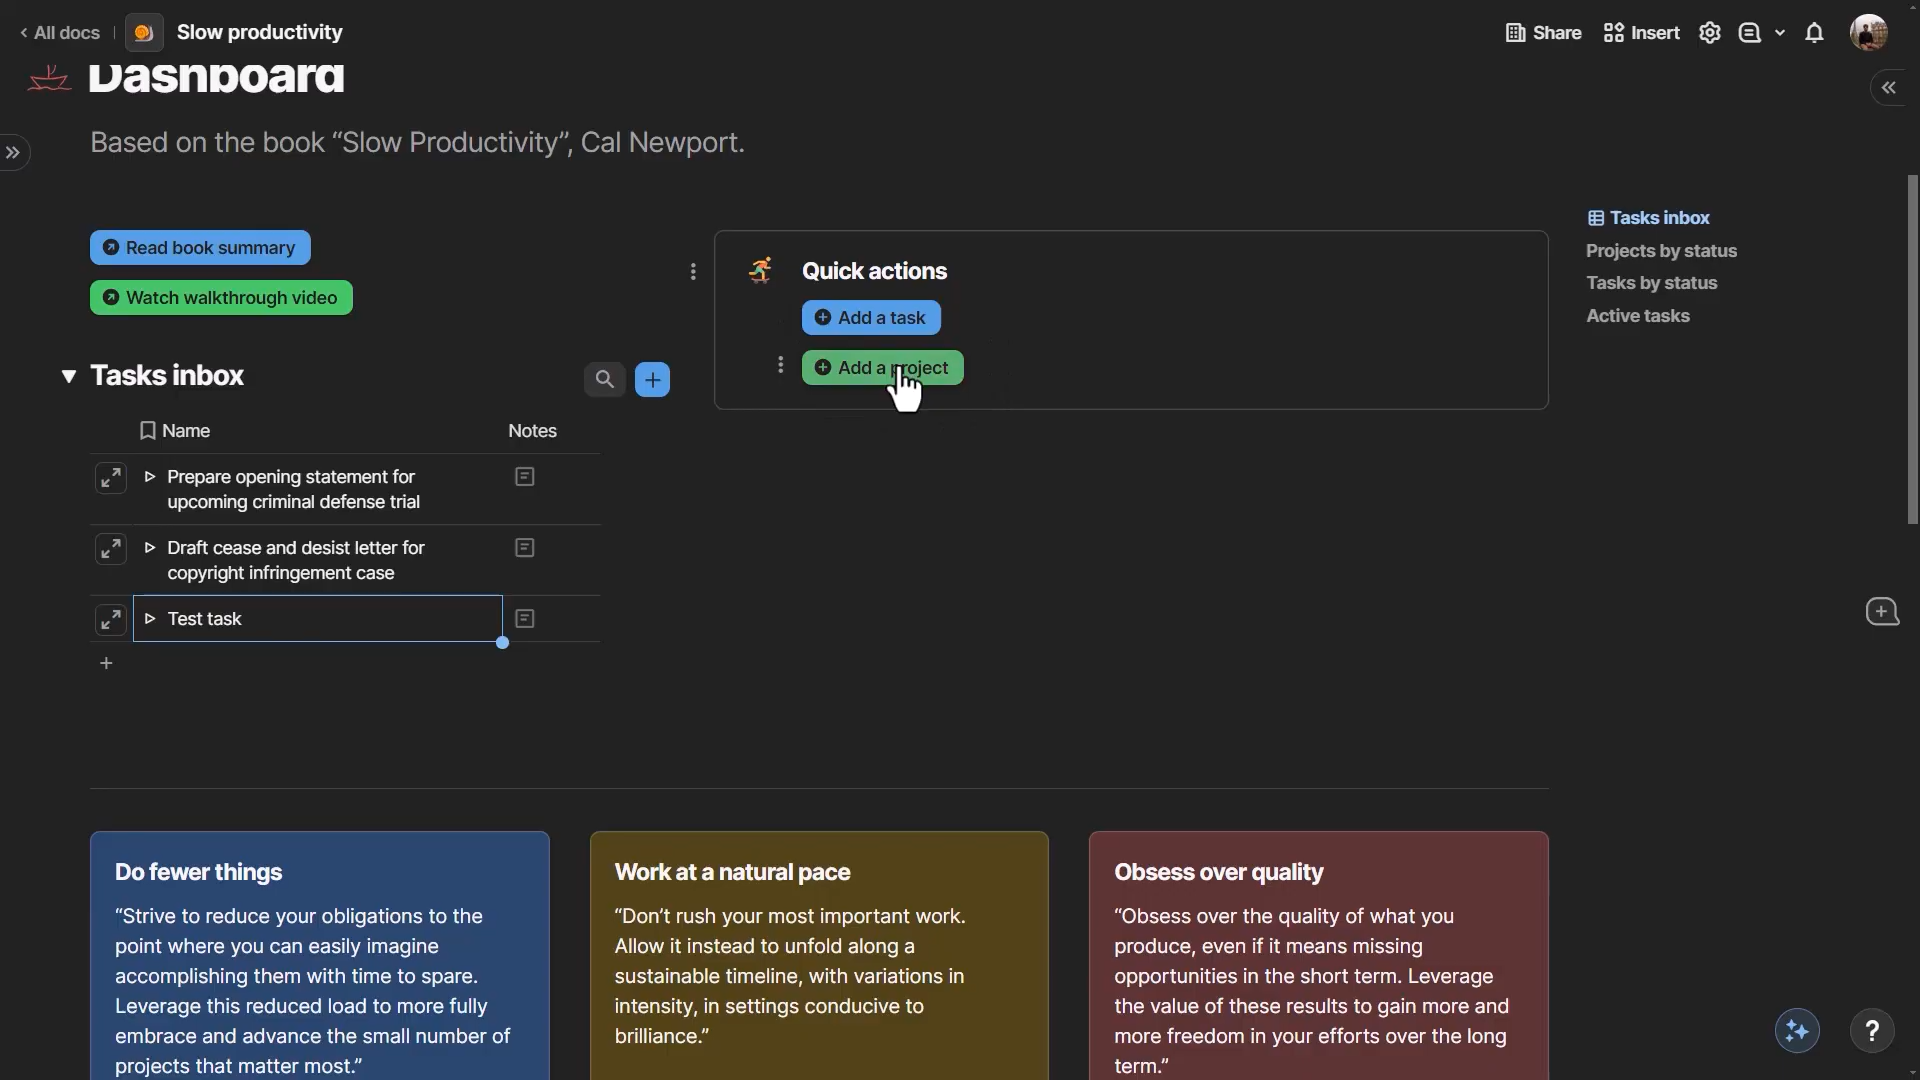 All docs
Slow productivity
Share
Insert
Dashboard
Based on the book “Slow Productivity”, Cal Newport.
Read book summary
Watch walkthrough video
Quick actions
Add a task
Add a project
Tasks inbox
Projects by status
Tasks by status
Active tasks
Tasks inbox
Name
Notes
Prepare opening statement for
upcoming criminal defense trial
Draft cease and desist letter for
copyright infringement case
Test task
Do fewer things
“Strive to reduce your obligations to the
point where you can easily imagine
accomplishing them with time to spare.
Leverage this reduced load to more fully
embrace and advance the small number of
projects that matter most.”
Work at a natural pace
“Don’t rush your most important work.
Allow it instead to unfold along a
sustainable timeline, with variations in
intensity, in settings conducive to
brilliance.”
Obsess over quality
“Obsess over the quality of what you
produce, even if it means missing
opportunities in the short term. Leverage
the value of these results to gain more and
more freedom in your efforts over the long
term.”